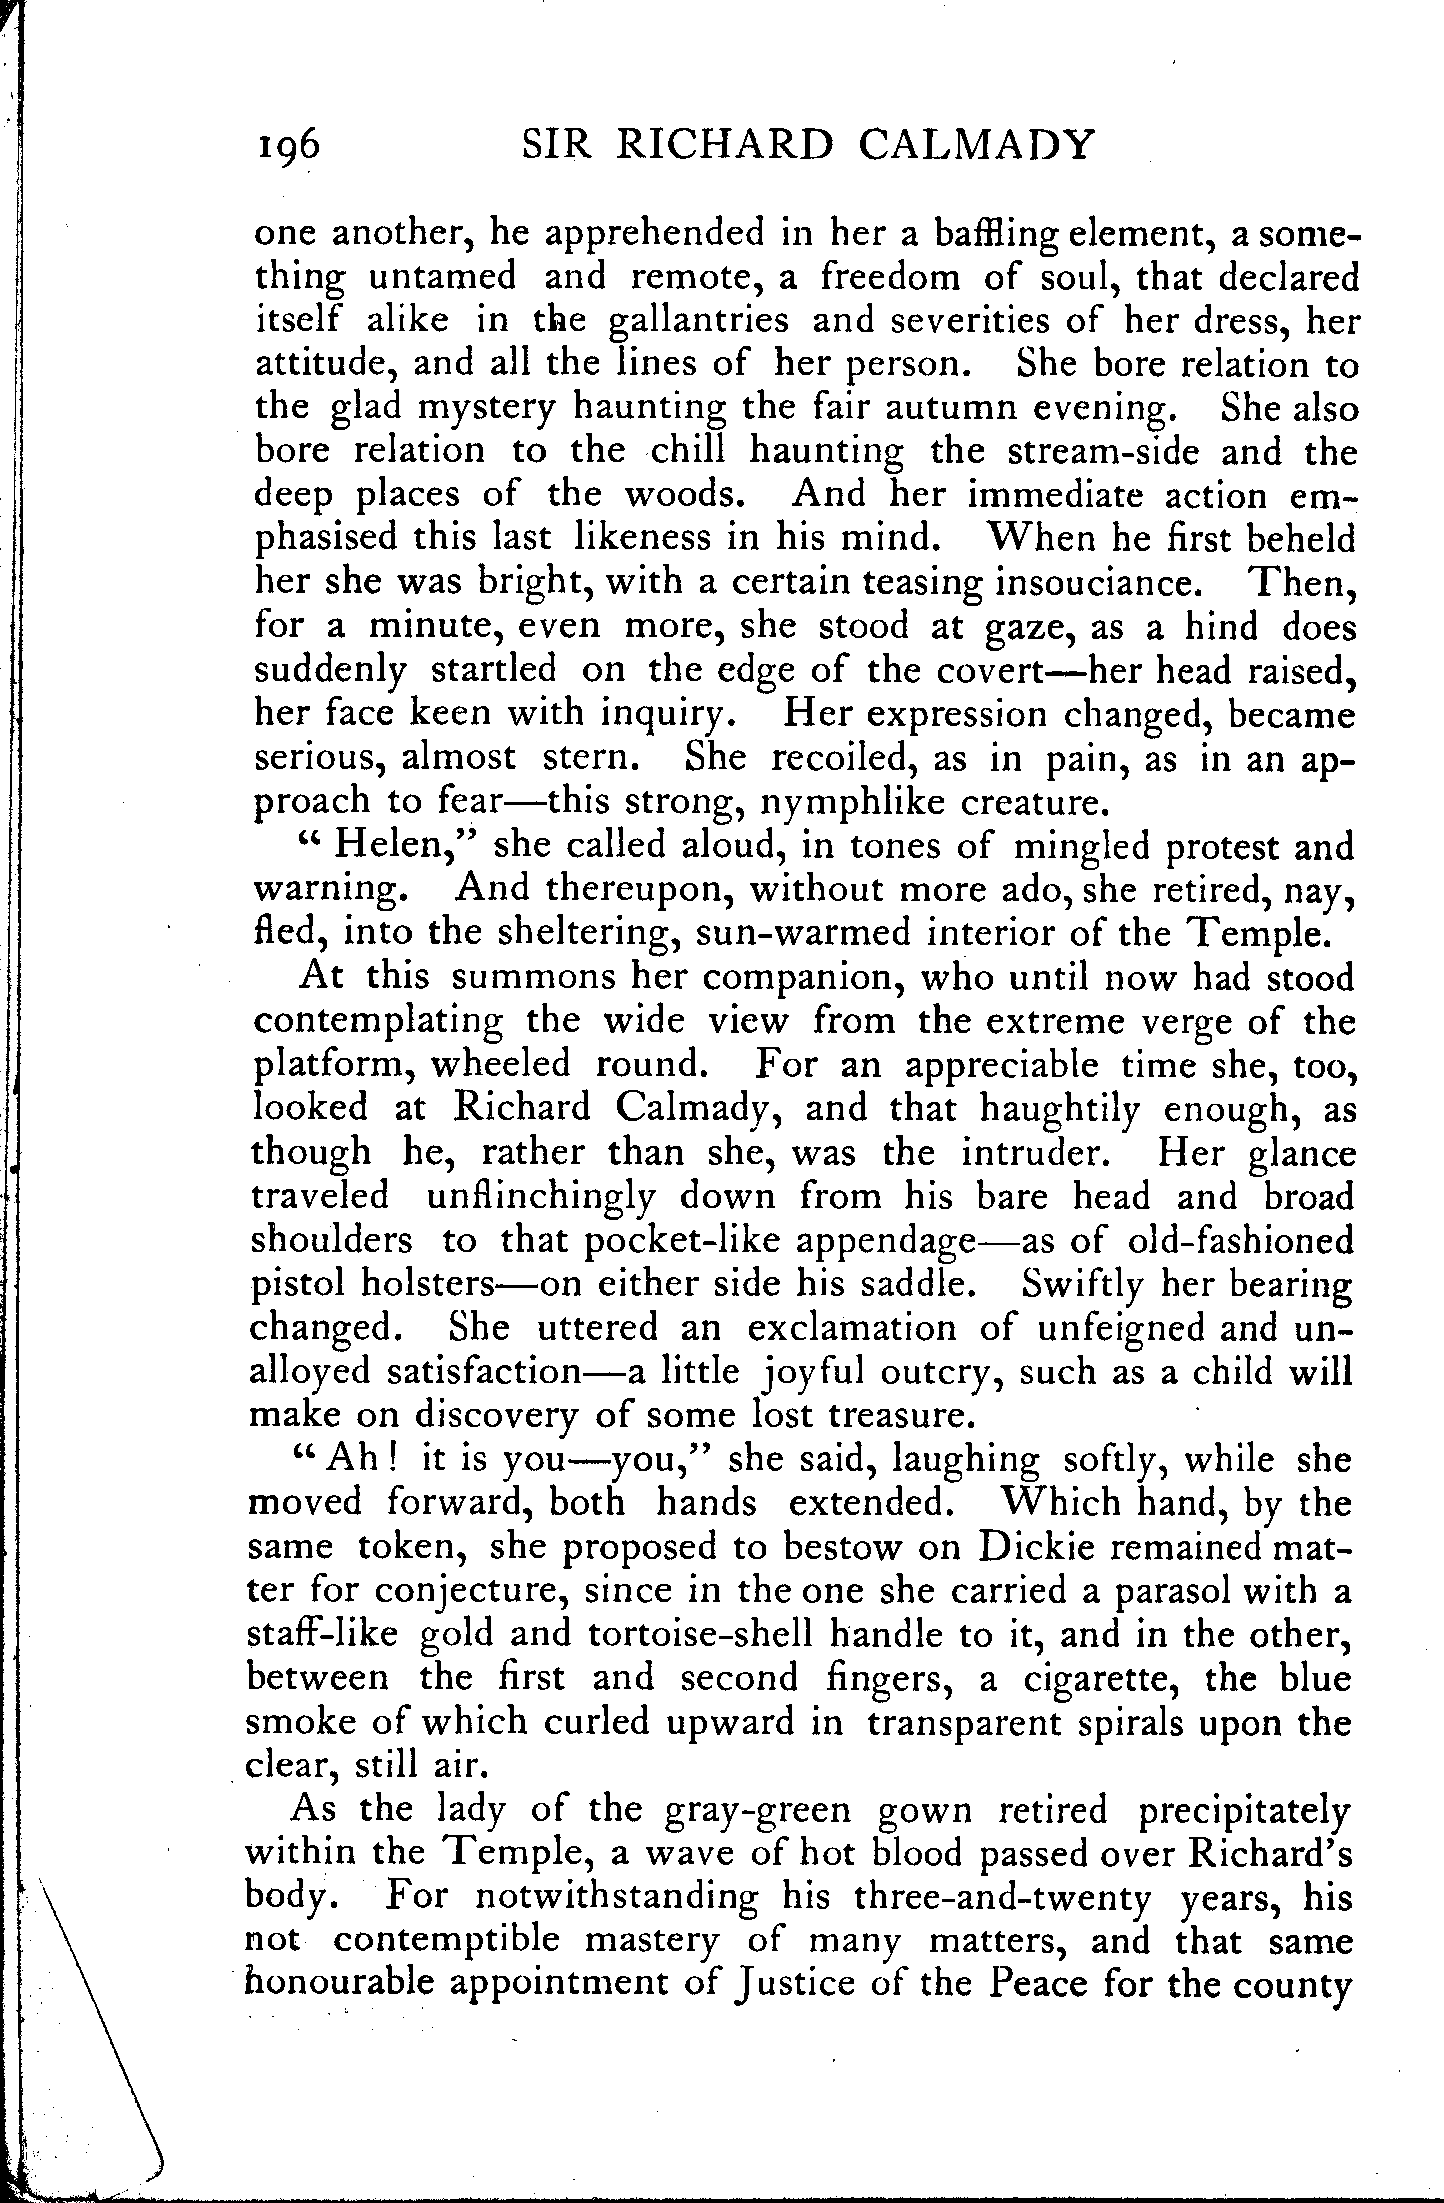 196 SIR RICHARD CALMADY
one another, he apprehended in her a baffling element, a some-
thing untamed and remote, a freedom of soul, that declared
itself alike in the gallantries and severities of her dress, her
attitude, and all the lines of her person. She bore relation to
the glad mystery haunting the fair autumn evening. She also
bore relation to the chill haunting the stream-side and the
deep places of the woods. And her immediate action em-
phasised this last likeness in his mind. When he first beheld
her she was bright, with a certain teasing insouciance. Then,
for a minute, even more, she stood at gaze, as a hind does
suddenly startled on the edge of the covert—her head raised,
her face keen with inquiry. Her expression changed, became
serious, almost stern. She recoiled, as in pain, as in an ap-
proach to fear—this strong, nymphlike creature.
“ Helen,” she called aloud, in tones of mingled protest and
warning. And thereupon, without more ado, she retired, nay,
fled, into the sheltering, sun-warmed interior of the Temple.
At this summons her companion, who until now had stood
contemplating the wide view from the extreme verge of the
platform, wheeled round. For an appreciable time she, too,
looked at Richard Calmady, and that haughtily enough, as
though he, rather than she, was the intruder. Her glance
traveled unflinchingly down from his bare head and broad
shoulders to that pocket-like appendage—as of old-fashioned
pistol holsters—on either side his saddle. Swiftly her bearing
changed. She uttered an exclamation of unfeigned and un-
alloyed satisfaction—a little joyful outcry, such as a child will
make on discovery of some lost treasure.
“ Ah ! it is you—you,” she said, laughing softly, while she
moved forward, both hands extended. Which hand, by the
same token, she proposed to bestow on Dickie remained mat-
ter for conjecture, since in the one she carried a parasol with a
staff-like gold and tortoise-shell handle to it, and in the other,
between the first and second fingers, a cigarette, the blue
smoke of which curled upward in transparent spirals upon the
clear, still air.
As the lady of the gray-green gown retired precipitately
within the Temple, a wave of hot blood passed over Richard’s
body. For notwithstanding his three-and-twenty years, his
not contemptible mastery of many matters, and that same
honourable appointment of Justice of the Peace for the county